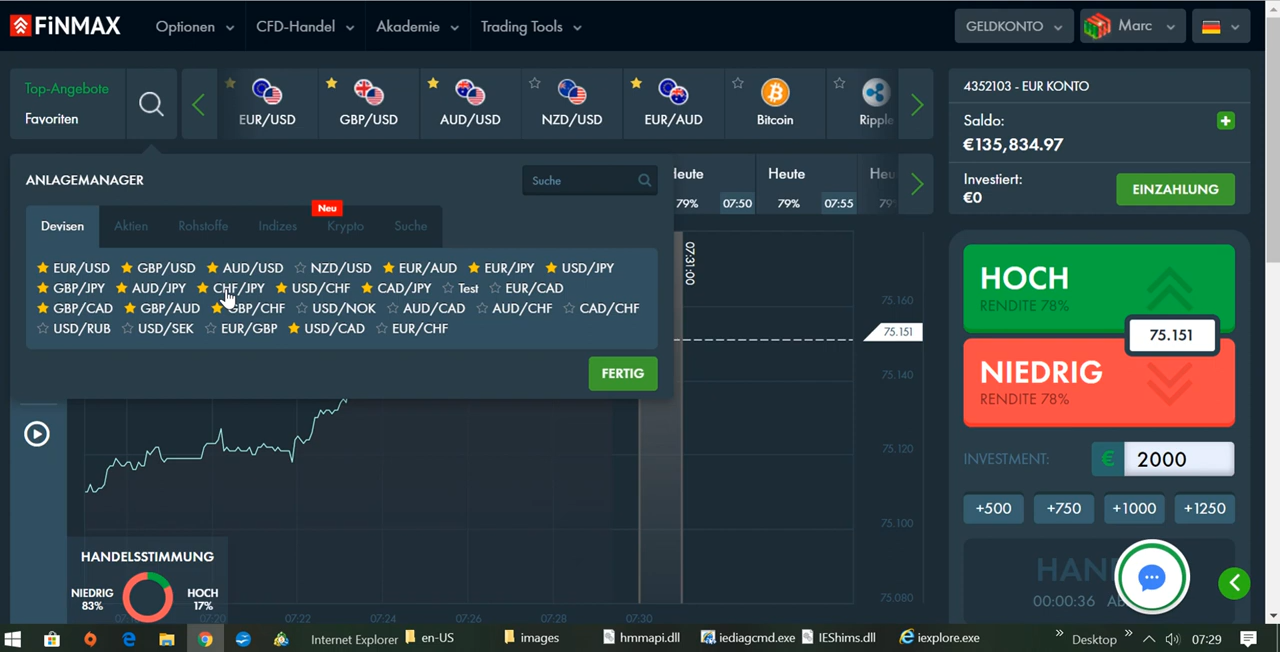 FiNMAX
Optionen
CFD-Handel
Akademie
Trading Tools
GELDKONTO
Marc
Top-Angebote
Favoriten
EUR/USD
GBP/USD
AUD/USD
NZD/USD
EUR/AUD
Bitcoin
Ripple
4352103 - EUR KONTO
Saldo:
€135,834.97
Investiert:
€0
EINZAHLUNG
ANLAGEMANAGER
Suche
Heute
79%
07:50
Heute
79%
07:55
Heu
79%
Neu
Devisen
Aktien
Rohstoffe
Indizes
Krypto
Suche
EUR/USD GBP/USD AUD/USD NZD/USD EUR/AUD EUR/JPY USD/JPY
GBP/JPY AUD/JPY CHF/JPY USD/CHF CAD/JPY Test EUR/CAD
GBP/CAD GBP/AUD GBP/CHF USD/NOK AUD/CAD AUD/CHF CAD/CHF
USD/RUB USD/SEK EUR/GBP USD/CAD EUR/CHF
FERTIG
07:31:00
75.160
75.151
75.140
75.120
75.100
75.080
HOCH
RENDITE 78%
75.151
NIEDRIG
RENDITE 78%
INVESTMENT:
€
2000
+500
+750
+1000
+1250
HAN
00:00:36
HANDELSSTIMMUNG
NIEDRIG
83%
HOCH
17%
07:20
07:22
07:24
07:26
07:28
07:30
Internet Explorer
en-US
images
hmmapi.dll
iediagcmd.exe
IEShims.dll
iexplore.exe
Desktop
07:29